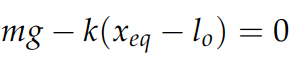 mg − k(x_eq − l_o) = 0